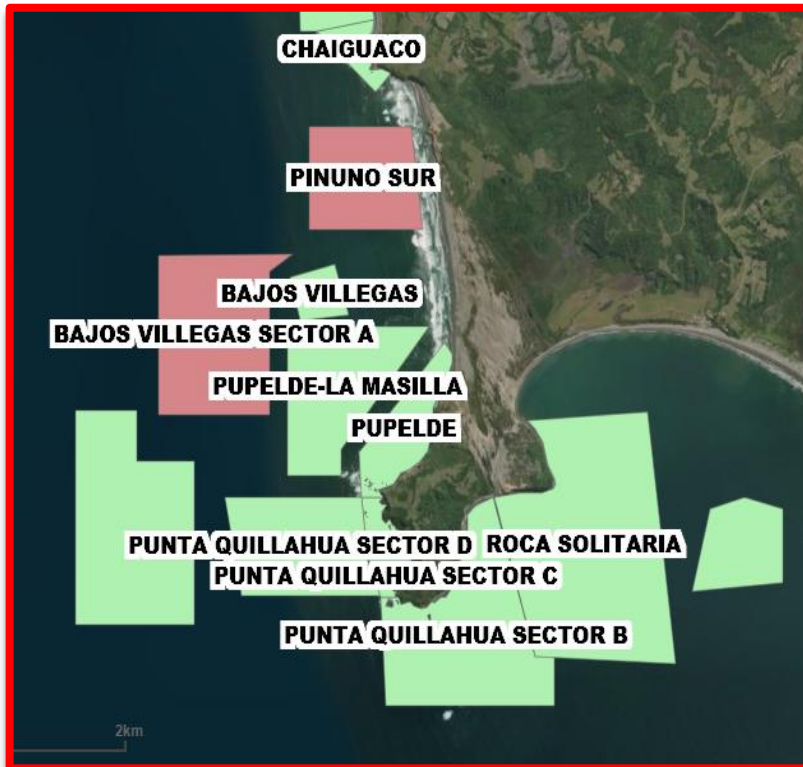 CHAIGUACO
PINUNO SUR
BAJOS VILLEGAS
BAJOS VILLEGAS SECTOR A
PUPELDE-LA MASILLA
PUPELDE
PUNTA QUILLAHUA SECTOR D
ROCA SOLITARIA
PUNTA QUILLAHUA SECTOR C
PUNTA QUILLAHUA SECTOR B
2km